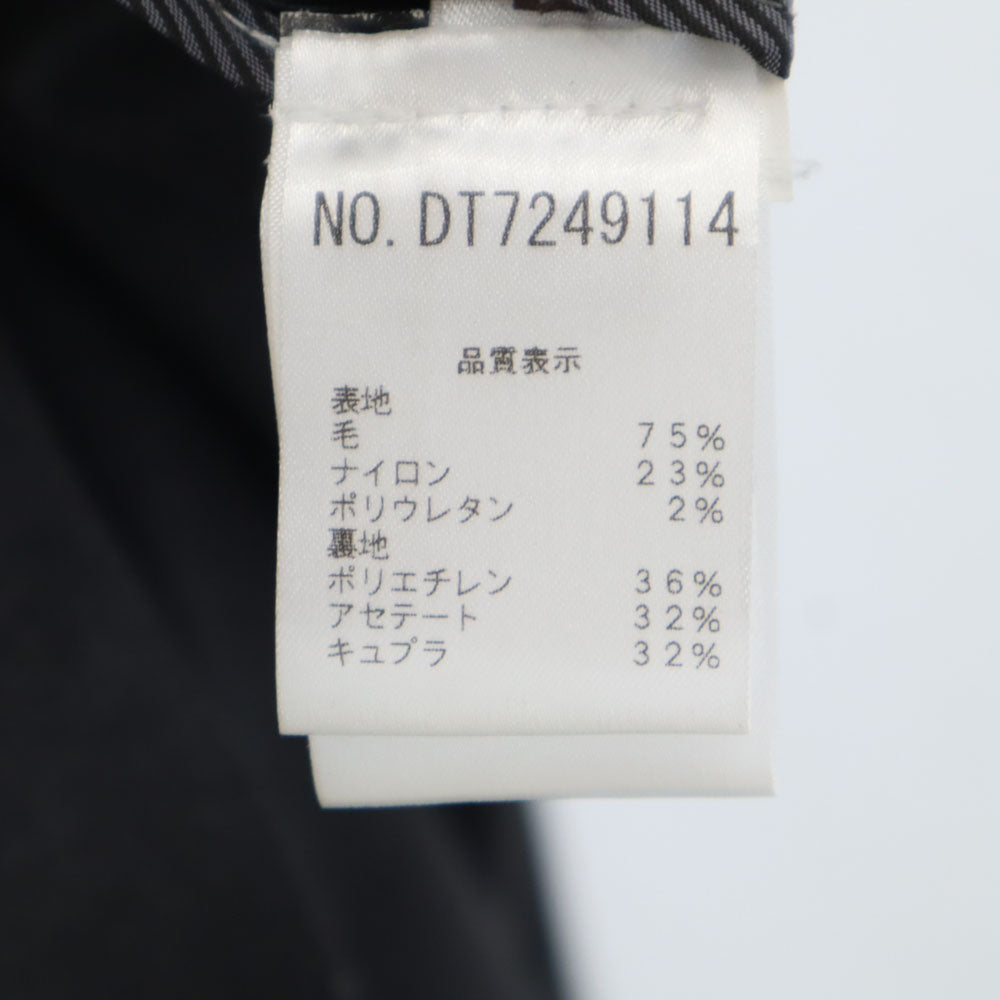 NO. DT7249114
品質表示
表地
毛 75%
ナイロン 23%
ポリウレタン 2%
裏地
ポリエチレン 36%
アセテート 32%
キュプラ 32%